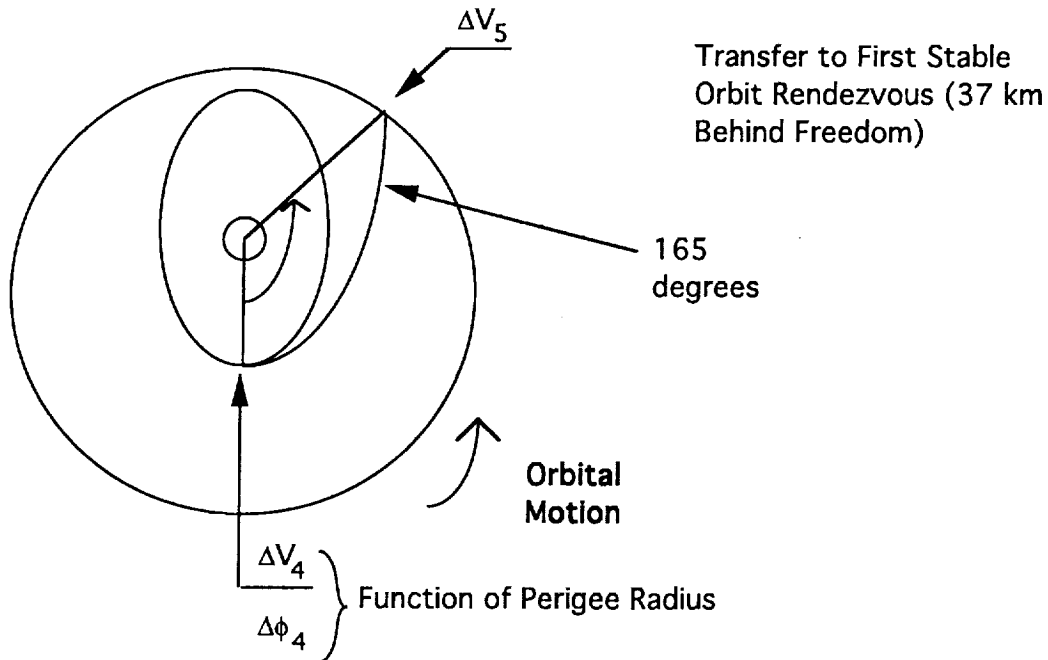 ΔV₅
Transfer to First Stable
Orbit Rendezvous (37 km
Behind Freedom)
165
degrees
Orbital
Motion
ΔV₄
Δϕ₄
Function of Perigee Radius